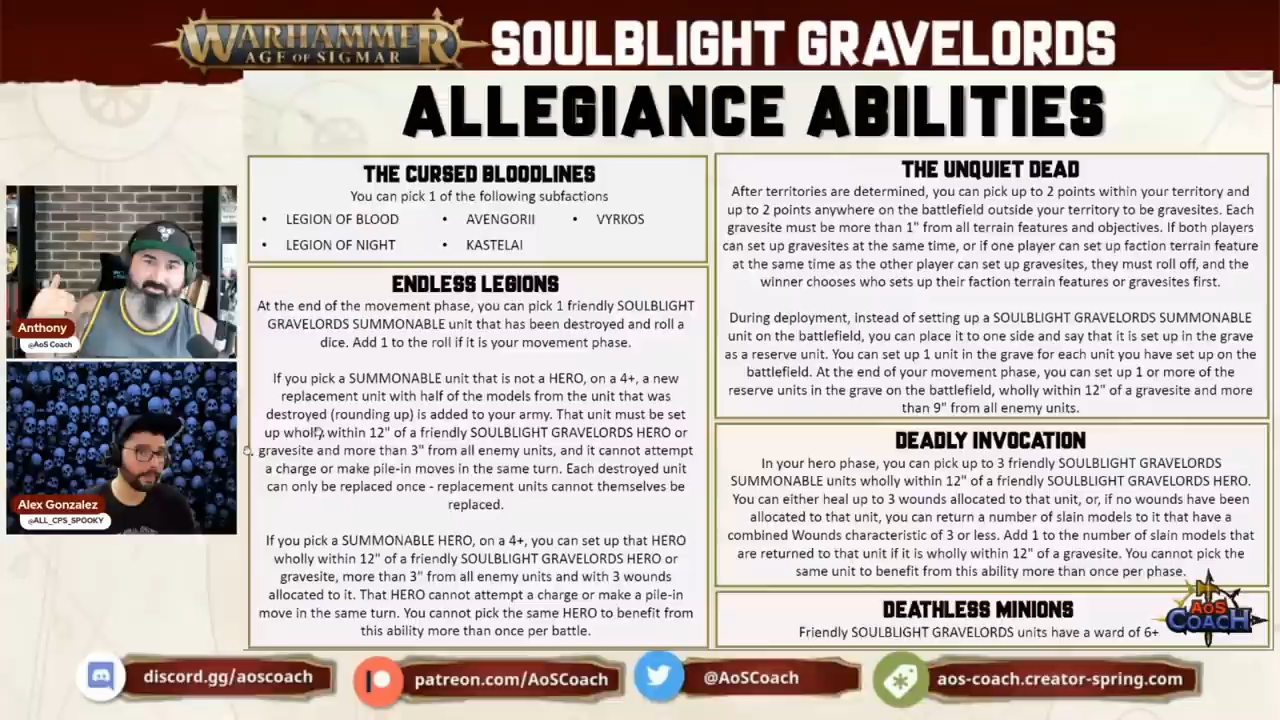 WARHAMMER
AGE OF SIGMAR
SOULBLIGHT GRAVELORDS
ALLEGIANCE ABILITIES
THE CURSED BLOODLINES
You can pick 1 of the following subfactions
• LEGION OF BLOOD • AVENGORII • VYRKOS
• LEGION OF NIGHT • KASTELAI
ENDLESS LEGIONS
At the end of the movement phase, you can pick 1 friendly SOULBLIGHT
GRAVELORDS SUMMONABLE unit that has been destroyed and roll a
dice. Add 1 to the roll if it is your movement phase.
If you pick a SUMMONABLE unit that is not a HERO, on a 4+, a new
replacement unit with half of the models from the unit that was
destroyed (rounding up) is added to your army. That unit must be set
up wholly within 12" of a friendly SOULBLIGHT GRAVELORDS HERO or
gravesite and more than 3" from all enemy units, and it cannot attempt
a charge or make pile-in moves in the same turn. Each destroyed unit
can only be replaced once - replacement units cannot themselves be
replaced.
If you pick a SUMMONABLE HERO, on a 4+, you can set up that HERO
wholly within 12" of a friendly SOULBLIGHT GRAVELORDS HERO or
gravesite, more than 3" from all enemy units and with 3 wounds
allocated to it. That HERO cannot attempt a charge or make a pile-in
move in the same turn. You cannot pick the same HERO to benefit from
this ability more than once per battle.
THE UNQUIET DEAD
After territories are determined, you can pick up to 2 points within your territory and
up to 2 points anywhere on the battlefield outside your territory to be gravesites. Each
gravesite must be more than 1" from all terrain features and objectives. If both players
can set up gravesites at the same time, or if one player can set up faction terrain feature
at the same time as the other player can set up gravesites, they must roll off, and the
winner chooses who sets up their faction terrain features or gravesites first.
During deployment, instead of setting up a SOULBLIGHT GRAVELORDS SUMMONABLE
unit on the battlefield, you can place it to one side and say that it is set up in the grave
as a reserve unit. You can set up 1 unit in the grave for each unit you have set up on the
battlefield. At the end of your movement phase, you can set up 1 or more of the
reserve units in the grave on the battlefield, wholly within 12" of a gravesite and more
than 9" from all enemy units.
DEADLY INVOCATION
In your hero phase, you can pick up to 3 friendly SOULBLIGHT GRAVELORDS
SUMMONABLE units wholly within 12" of a friendly SOULBLIGHT GRAVELORDS HERO.
You can either heal up to 3 wounds allocated to that unit, or, if no wounds have been
allocated to that unit, you can return a number of slain models to it that have a
combined Wounds characteristic of 3 or less. Add 1 to the number of slain models that
are returned to that unit if it is wholly within 12" of a gravesite. You cannot pick the
same unit to benefit from this ability more than once per phase.
DEATHLESS MINIONS
Friendly SOULBLIGHT GRAVELORDS units have a ward of 6+
AoS
COACH
Anthony
@AoS Coach
Alex Gonzalez
@ALL_CPS_SPOOKY
discord.gg/aoscoach
patreon.com/AoSCoach
@AoSCoach
aos-coach.creator-spring.com